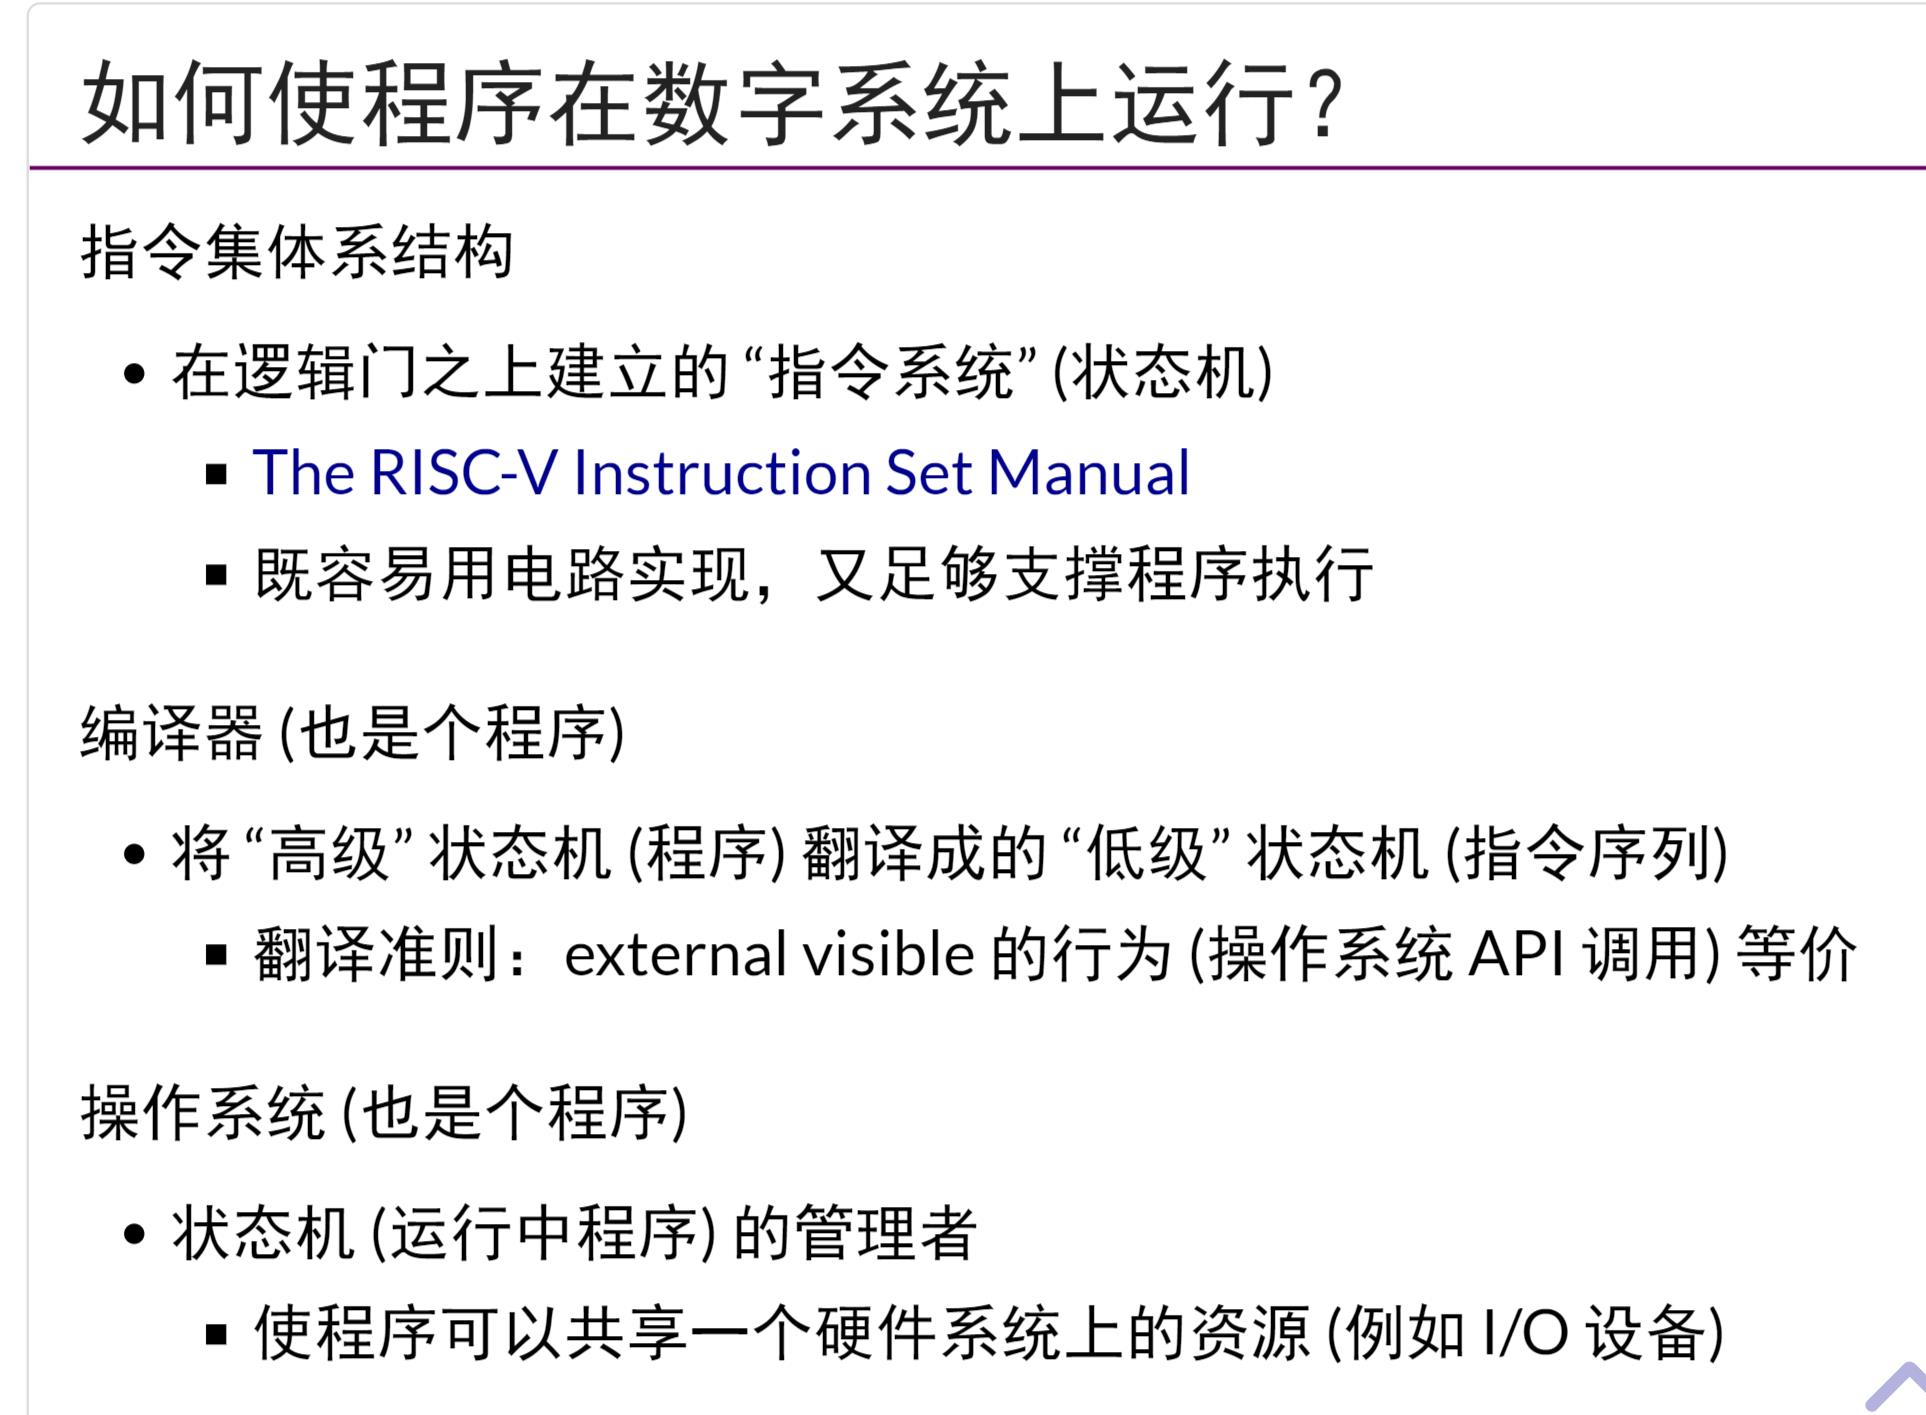 如何使程序在数字系统上运行？
指令集体系结构
在逻辑门之上建立的 “指令系统” (状态机)
The RISC-V Instruction Set Manual
既容易用电路实现，又足够支撑程序执行
编译器 (也是个程序)
将 “高级” 状态机 (程序) 翻译成的 “低级” 状态机 (指令序列)
翻译准则：external visible 的行为 (操作系统 API 调用) 等价
操作系统 (也是个程序)
状态机 (运行中程序) 的管理者
使程序可以共享一个硬件系统上的资源 (例如 I/O 设备)